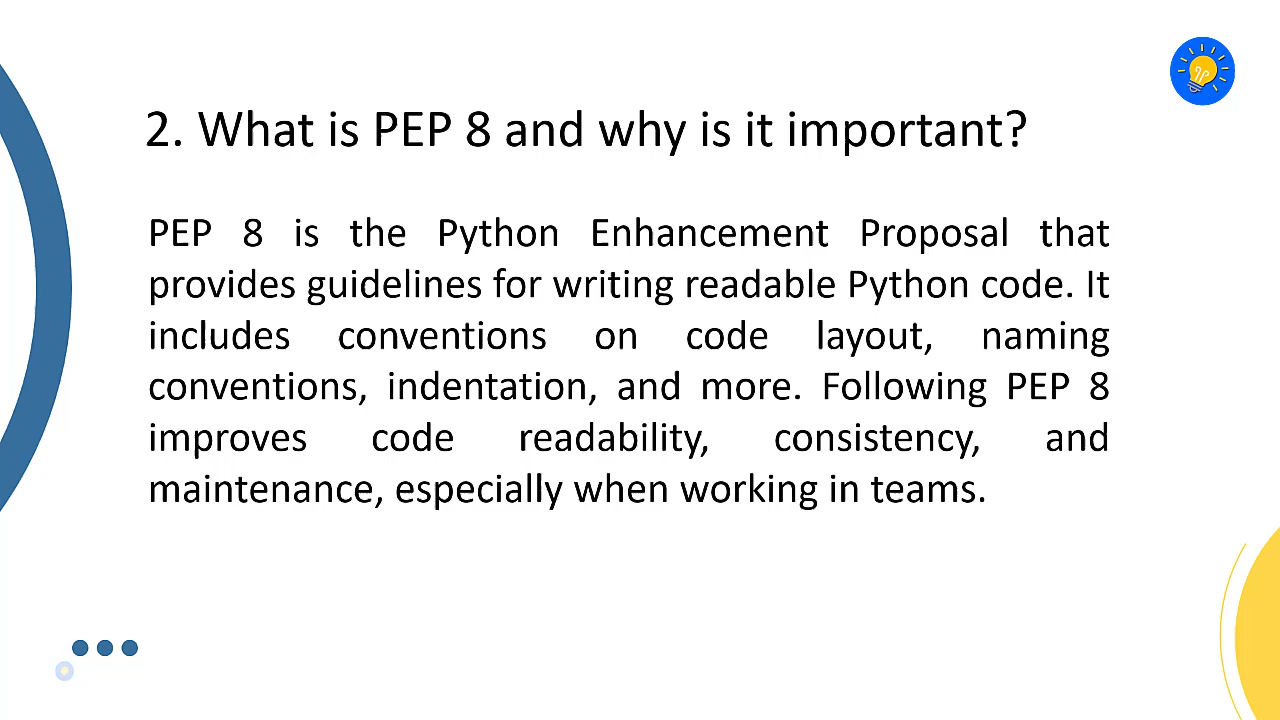 2. What is PEP 8 and why is it important?
PEP 8 is the Python Enhancement Proposal that
provides guidelines for writing readable Python code. It
includes conventions on code layout, naming
conventions, indentation, and more. Following PEP 8
improves code readability, consistency, and
maintenance, especially when working in teams.